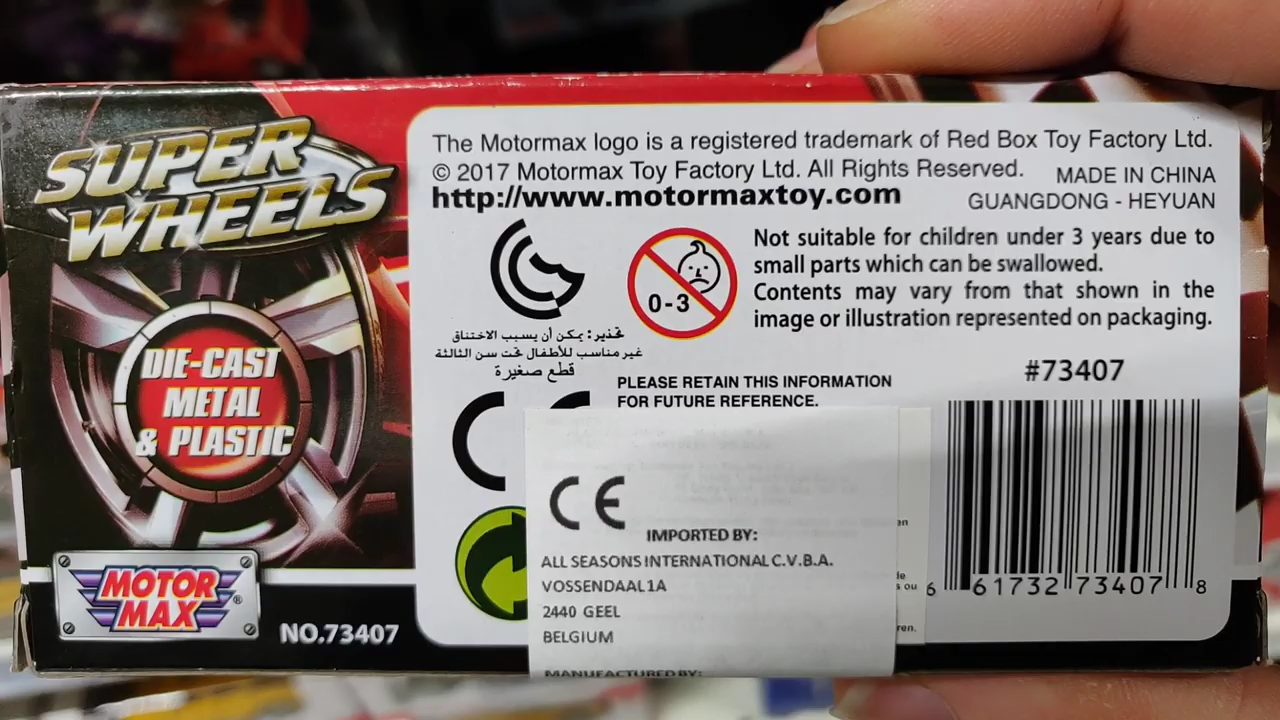 SUPER
WHEELS
DIE-CAST
METAL
& PLASTIC
MOTOR
MAX
®
NO.73407
The Motormax logo is a registered trademark of Red Box Toy Factory Ltd.
© 2017 Motormax Toy Factory Ltd. All Rights Reserved.
MADE IN CHINA
http://www.motormaxtoy.com
GUANGDONG - HEYUAN
0-3
Not suitable for children under 3 years due to
small parts which can be swallowed.
Contents may vary from that shown in the
image or illustration represented on packaging.
تحذير: يمكن أن يسبب الاختناق
غير مناسب للأطفال تحت سن الثالثة
قطع صغيرة
PLEASE RETAIN THIS INFORMATION
FOR FUTURE REFERENCE.
#73407
CE
CE
IMPORTED BY:
ALL SEASONS INTERNATIONAL C.V.B.A.
VOSSENDAAL 1A
2440 GEEL
BELGIUM
MANUFACTURED BY:
6 61732 73407 8